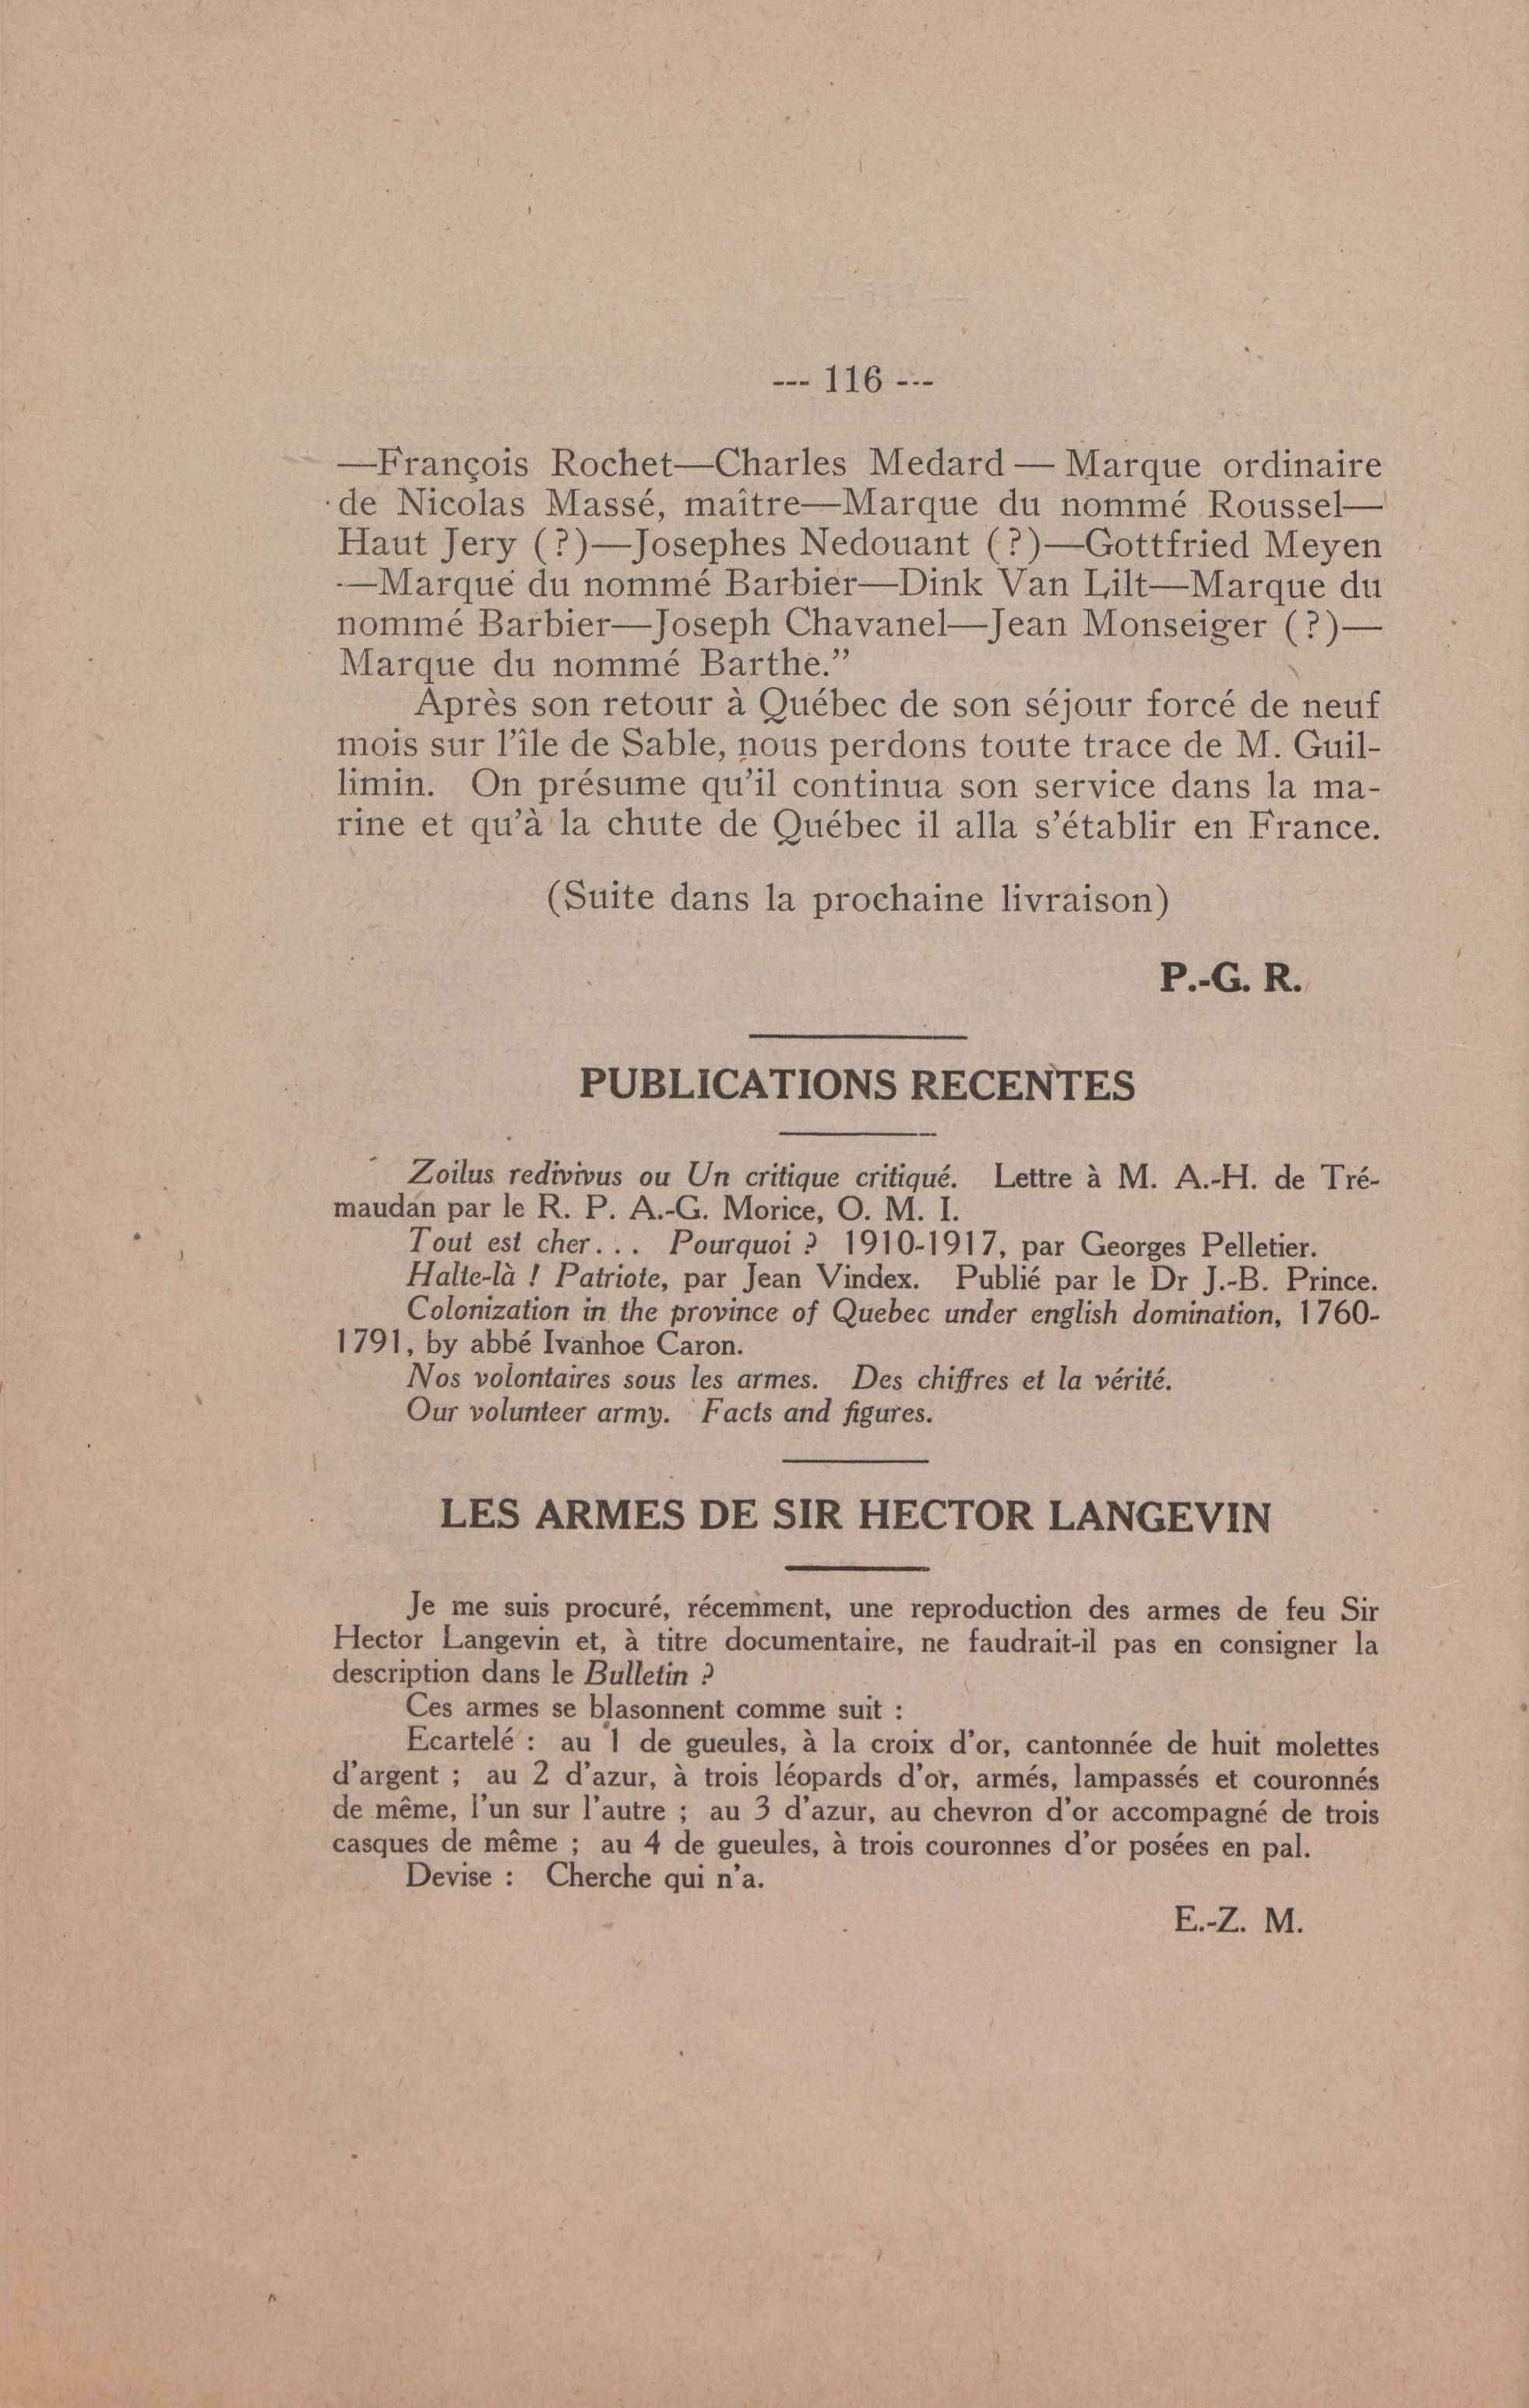 --- 116 ---
—François Rochet—Charles Medard — Marque ordinaire
de Nicolas Massé, maître—Marque du nommé Roussel—
Haut Jery (?)—Josephes Nedouant (?)—Gottfried Meyen
—Marque du nommé Barbier—Dink Van Lilt—Marque du
nommé Barbier—Joseph Chavanel—Jean Monseiger (?)—
Marque du nommé Barthe.”
Après son retour à Québec de son séjour forcé de neuf
mois sur l’île de Sable, nous perdons toute trace de M. Guil-
limin. On présume qu’il continua son service dans la ma-
rine et qu’à la chute de Québec il alla s’établir en France.
(Suite dans la prochaine livraison)
P.-G. R.
PUBLICATIONS RECENTES
Zoilus redivivus ou Un critique critiqué. Lettre à M. A.-H. de Tré-
maudan par le R. P. A.-G. Morice, O. M. I.
Tout est cher... Pourquoi ? 1910-1917, par Georges Pelletier.
Halte-là ! Patriote, par Jean Vindex. Publié par le Dr J.-B. Prince.
Colonization in the province of Quebec under english domination, 1760-
1791, by abbé Ivanhoe Caron.
Nos volontaires sous les armes. Des chiffres et la vérité.
Our volunteer army. Facts and figures.
LES ARMES DE SIR HECTOR LANGEVIN
Je me suis procuré, récemment, une reproduction des armes de feu Sir
Hector Langevin et, à titre documentaire, ne faudrait-il pas en consigner la
description dans le Bulletin ?
Ces armes se blasonnent comme suit :
Ecartelé : au 1 de gueules, à la croix d’or, cantonnée de huit molettes
d’argent ; au 2 d’azur, à trois léopards d’or, armés, lampassés et couronnés
de même, l’un sur l’autre ; au 3 d’azur, au chevron d’or accompagné de trois
casques de même ; au 4 de gueules, à trois couronnes d’or posées en pal.
Devise : Cherche qui n’a.
E.-Z. M.